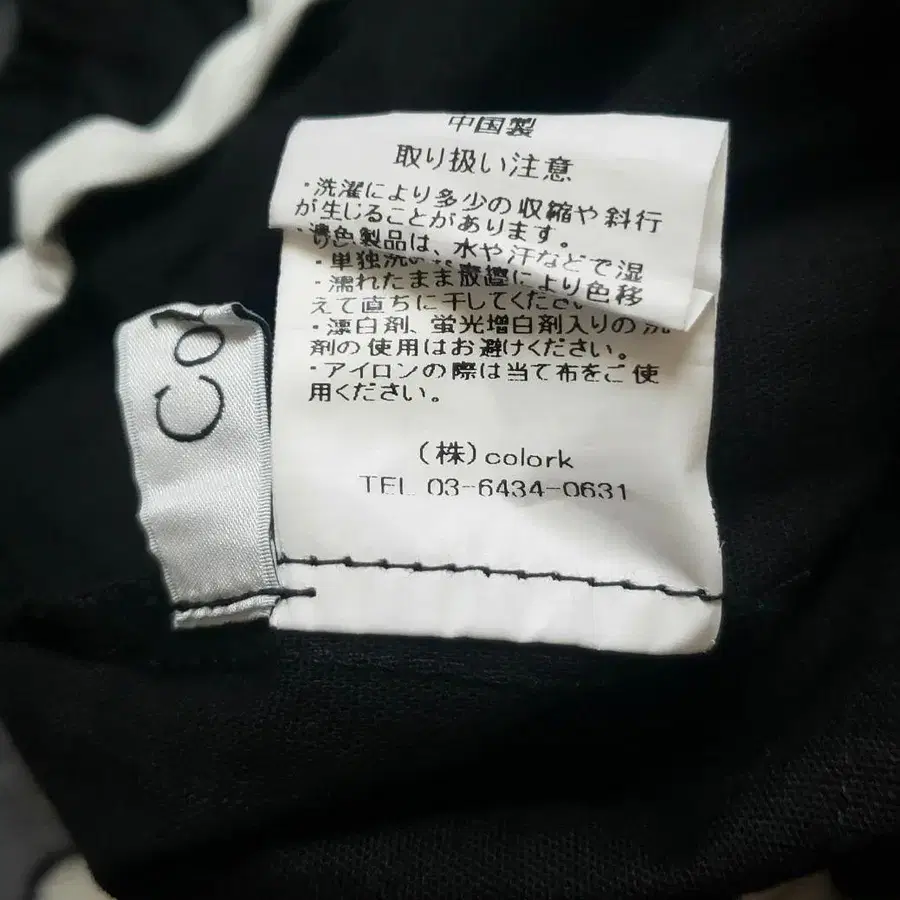 中国製
取り扱い注意
・洗濯により多少の収縮や斜行
が生じることがあります。
・濃色製品は、水や汗などで湿
・単独洗
・濡れたまま放置により色移
えて直ちに干してください
・漂白剤、蛍光増白剤入りの洗
剤の使用はお避けください。
・アイロンの際は当て布をご使
用ください。
(株)colork
TEL 03-6434-0631
Co